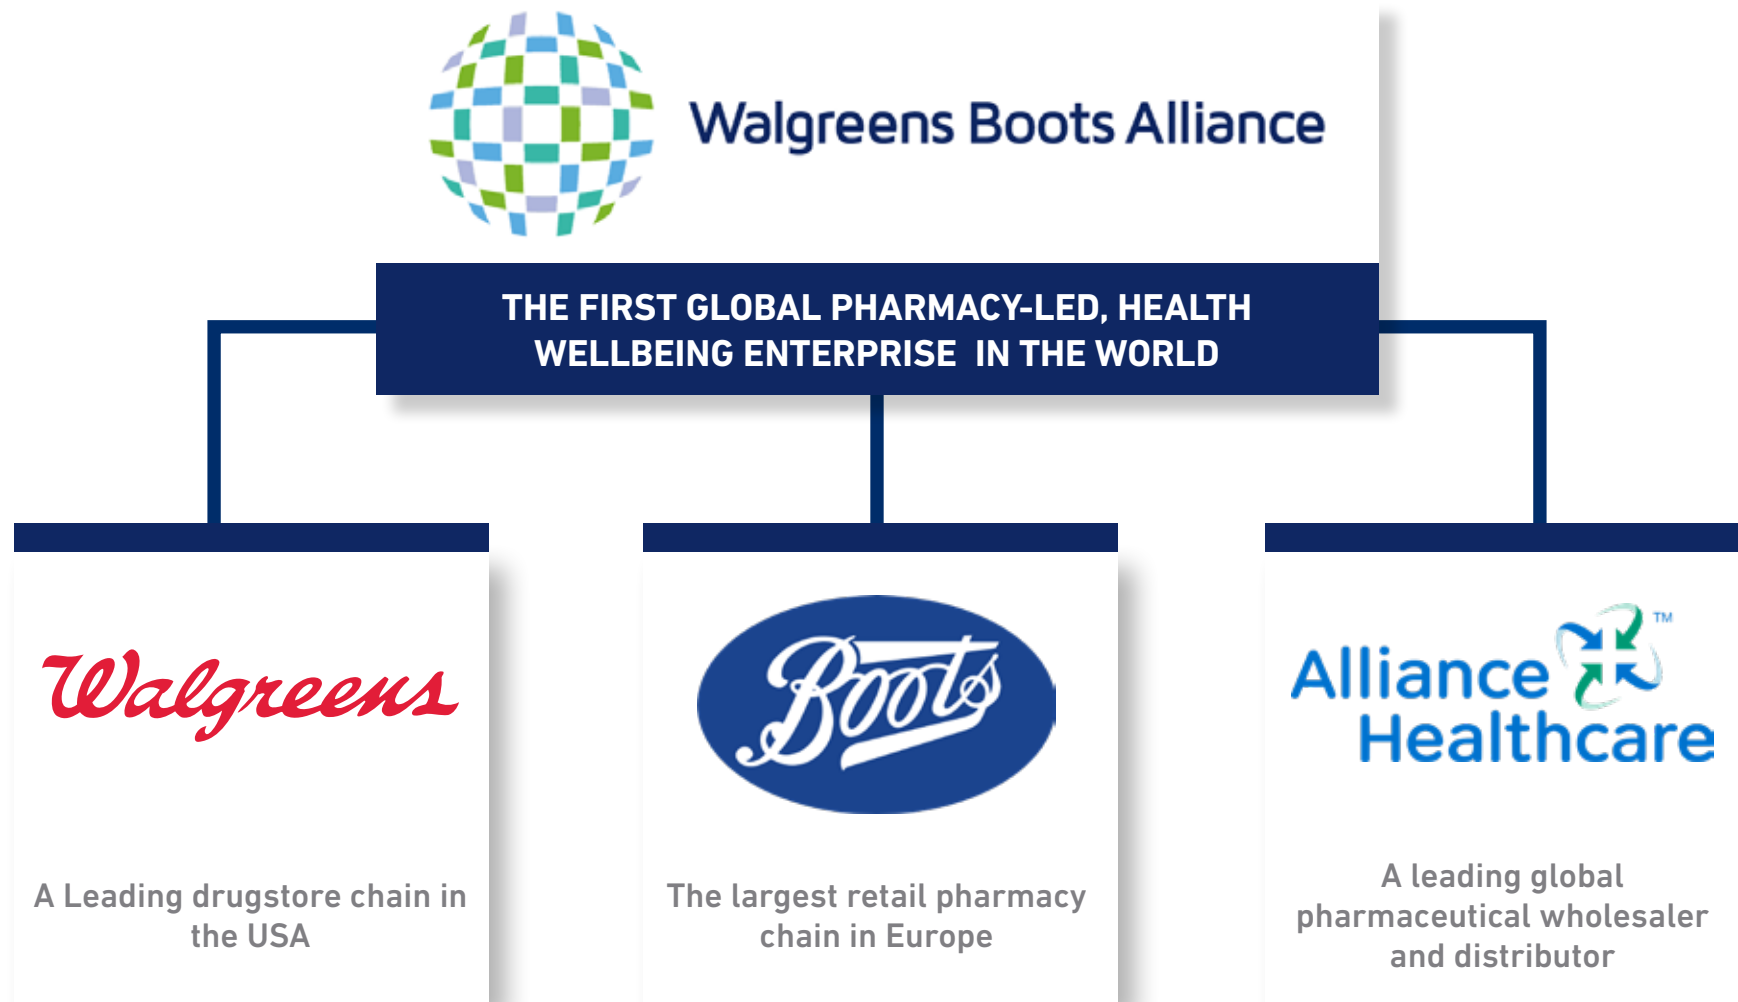 Walgreens Boots Alliance
THE FIRST GLOBAL PHARMACY-LED, HEALTH
WELLBEING ENTERPRISE IN THE WORLD
Walgreens
A Leading drugstore chain in
the USA
Boots
The largest retail pharmacy
chain in Europe
Alliance
TM
Healthcare
A leading global
pharmaceutical wholesaler
and distributor